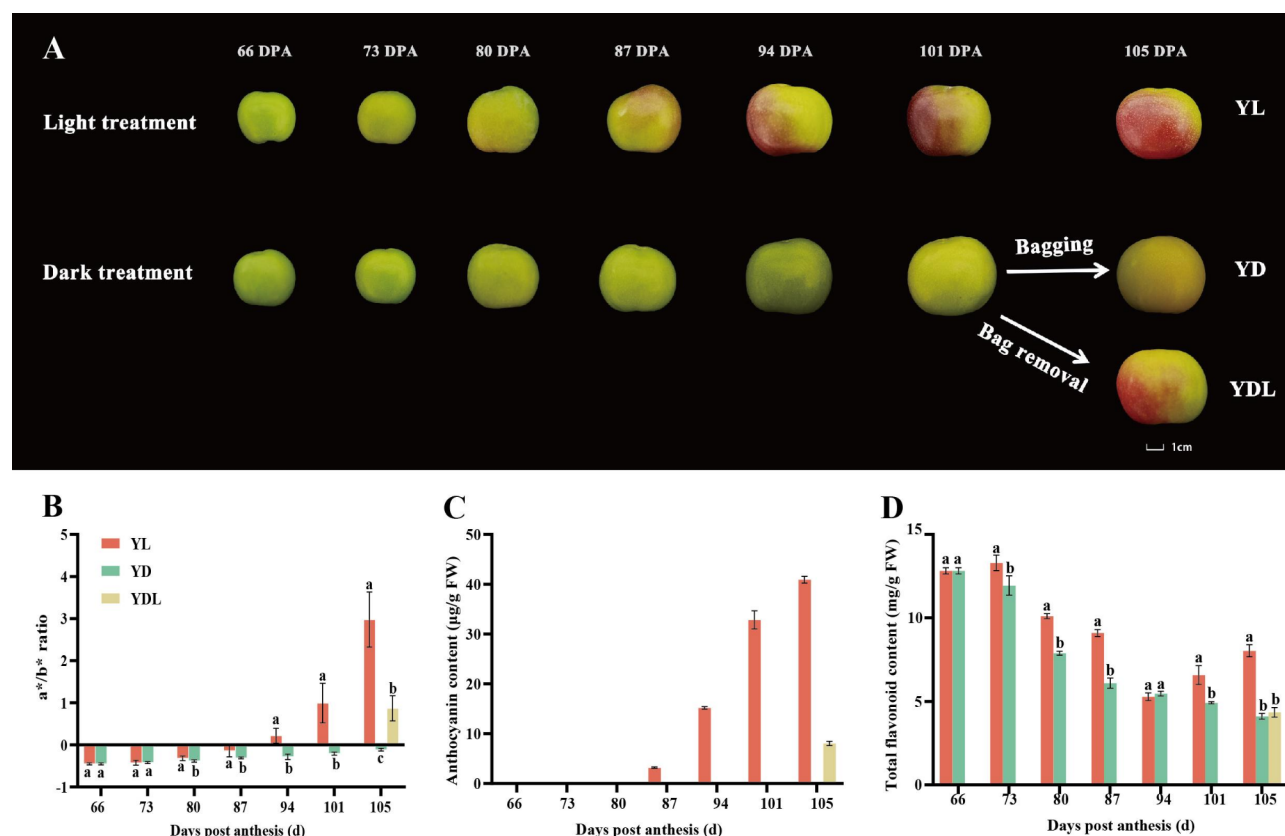 A
66 DPA 73 DPA 80 DPA 87 DPA 94 DPA 101 DPA 105 DPA
Light treatment
YL
Dark treatment
Bagging
YD
Bag removal
YDL
1cm
B
5
4
3
2
1
0
-1
a*/b* ratio
YL
YD
YDL
a a a a a b a b a b a b a c b
66 73 80 87 94 101 105
Days post anthesis (d)
C
50
40
30
20
10
0
Anthocyanin content (μg/g FW)
66 73 80 87 94 101 105
Days post anthesis (d)
D
15
10
5
0
Total flavonoid content (mg/g FW)
a a a b a b a b a a a b a b b
66 73 80 87 94 101 105
Days post anthesis (d)